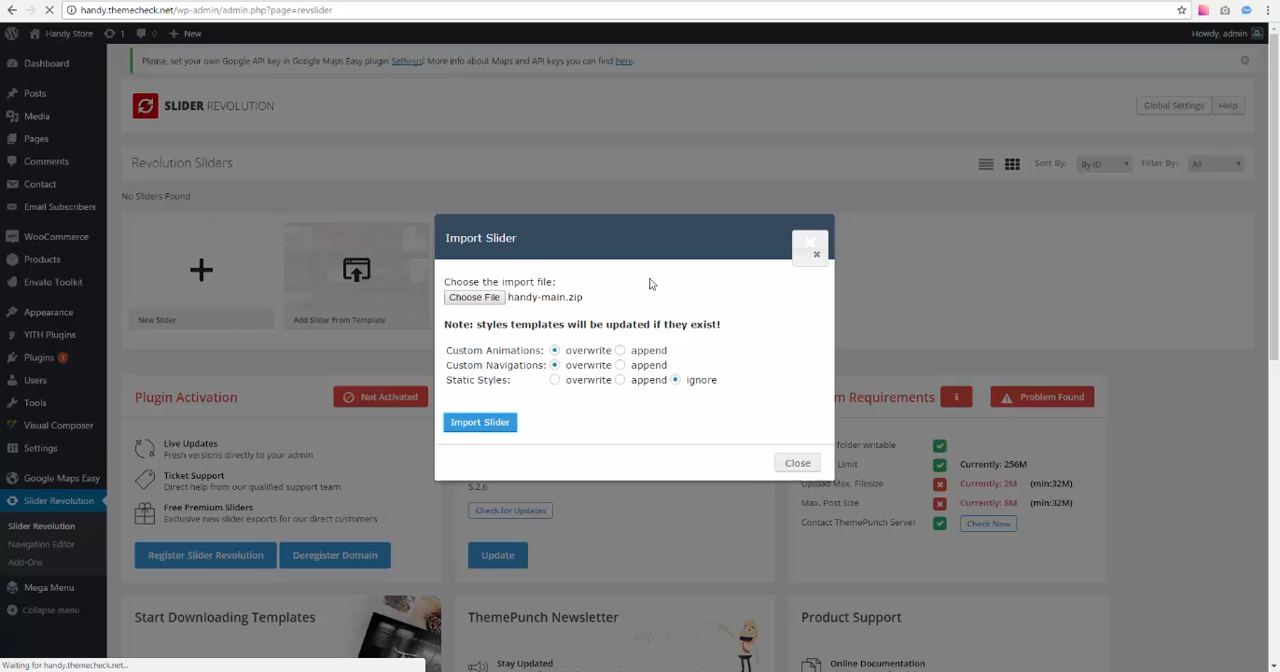 handy.themecheck.net/wp-admin/admin.php?page=revslider
Handy Store 1 0 + New Howdy, admin
Dashboard
Posts
Media
Pages
Comments
Contact
Email Subscribers
WooCommerce
Products
Envato Toolkit
Appearance
YITH Plugins
Plugins 1
Users
Tools
Visual Composer
Settings
Google Maps Easy
Slider Revolution
Slider Revolution
Navigation Editor
Add-Ons
Mega Menu
Collapse menu
Please, set your own Google API key in Google Maps Easy plugin Settings! More info about Maps and API keys you can find here.
SLIDER REVOLUTION
Global Settings Help
Revolution Sliders
Sort By: By ID Filter By: All
No Sliders Found
New Slider
Add Slider From Template
Import Slider
Choose the import file:
Choose File handy-main.zip
Note: styles templates will be updated if they exist!
Custom Animations: overwrite append
Custom Navigations: overwrite append
Static Styles: overwrite append ignore
Import Slider
Close
Plugin Activation
Not Activated
Live Updates
Fresh versions directly to your admin
Ticket Support
Direct help from our qualified support team
Free Premium Sliders
Exclusive new slider exports for our direct customers
Register Slider Revolution Deregister Domain
5.2.6
Check for Updates
Update
Requirements
Problem Found
folder writable
Limit Currently: 256M
Upload Max. Filesize Currently: 2M (min:32M)
Max. Post Size Currently: 8M (min:32M)
Contact ThemePunch Server Check Now
Start Downloading Templates
ThemePunch Newsletter
Stay Updated
Product Support
Online Documentation
Waiting for handy.themecheck.net...